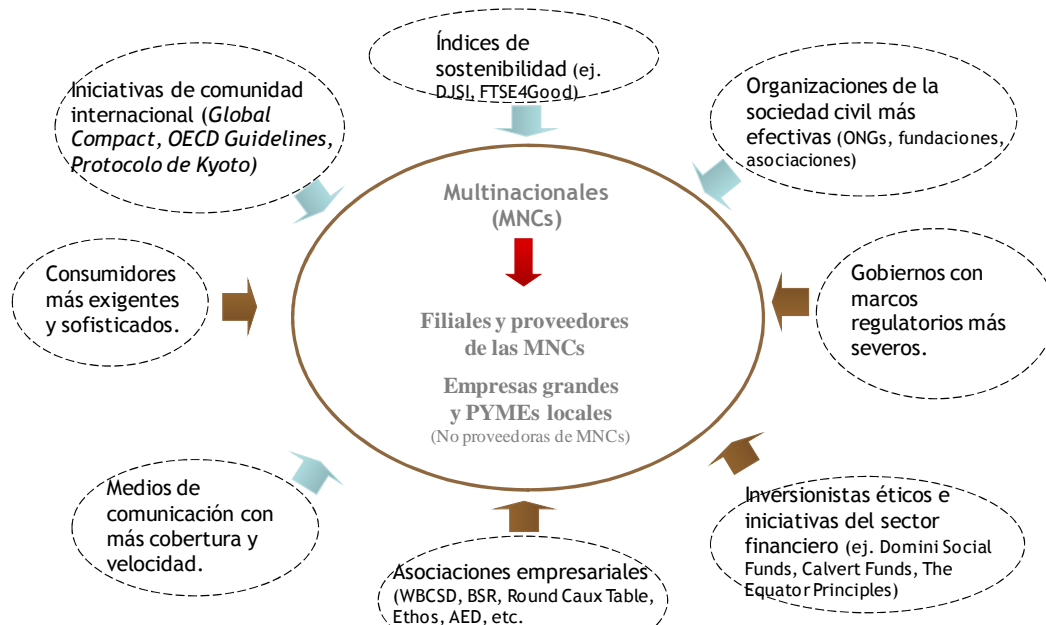 Índices de
sostenibilidad (ej.
DJSI, FTSE4Good)
Iniciativas de comunidad
internacional (Global
Compact, OECD Guidelines,
Protocolo de Kyoto)
Organizaciones de la
sociedad civil más
efectivas (ONGs, fundaciones,
asociaciones)
Multinacionales
(MNCs)
Consumidores
más exigentes
y sofisticados.
Gobiernos con
marcos
regulatorios más
severos.
Filiales y proveedores
de las MNCs
Empresas grandes
y PYMEs locales
(No proveedoras de MNCs)
Medios de
comunicación con
más cobertura y
velocidad.
Asociaciones empresariales
(WBCSD, BSR, Round Caux Table,
Ethos, AED, etc.
Inversionistas éticos e
iniciativas del sector
financiero (ej. Domini Social
Funds, Calvert Funds, The
Equator Principles)